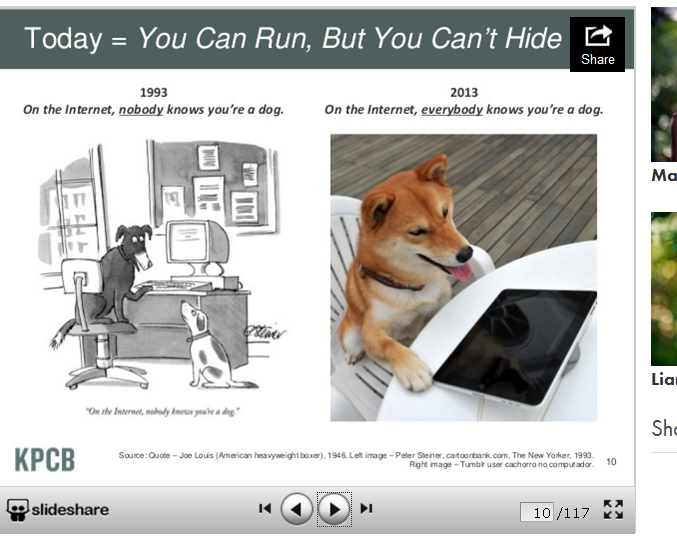 Today = You Can Run, But You Can't Hide
Share
1993
On the Internet, nobody knows you're a dog.
2013
On the Internet, everybody knows you're a dog.
P. Steiner
"On the Internet, nobody knows you're a dog."
KPCB
Source: Quote – Joe Louis (American heavyweight boxer), 1946. Left image – Peter Steiner, cartoonbank.com, The New Yorker, 1993.
Right image – Tumblr user cachorro no computador.
10
slideshare
10 /117
Ma
Lian
Sho